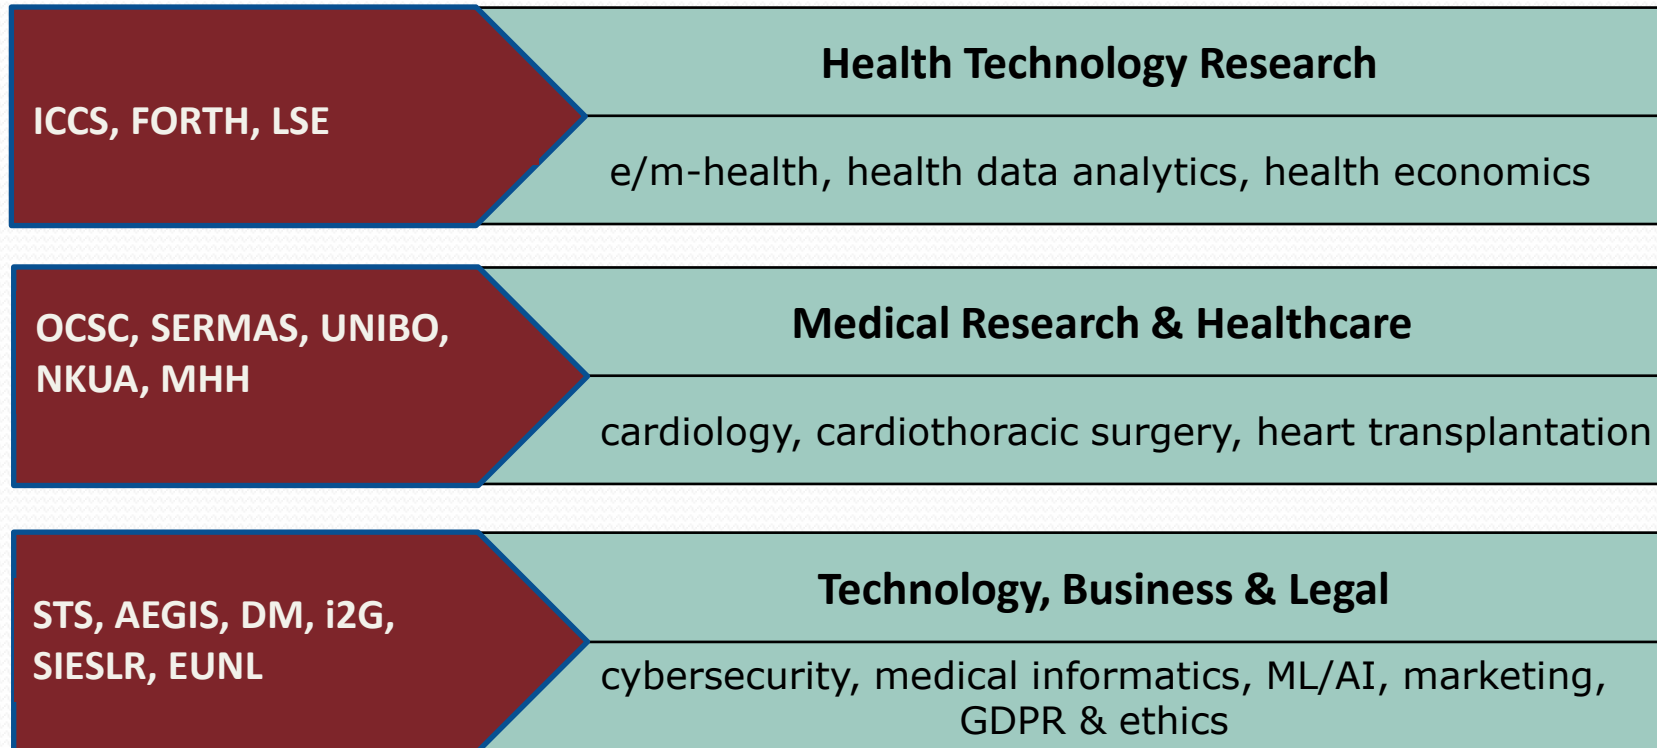 ICCS, FORTH, LSE
Health Technology Research
e/m-health, health data analytics, health economics
OCSC, SERMAS, UNIBO,
NKUA, MHH
Medical Research & Healthcare
cardiology, cardiothoracic surgery, heart transplantation
STS, AEGIS, DM, i2G,
SIESLR, EUNL
Technology, Business & Legal
cybersecurity, medical informatics, ML/AI, marketing,
GDPR & ethics